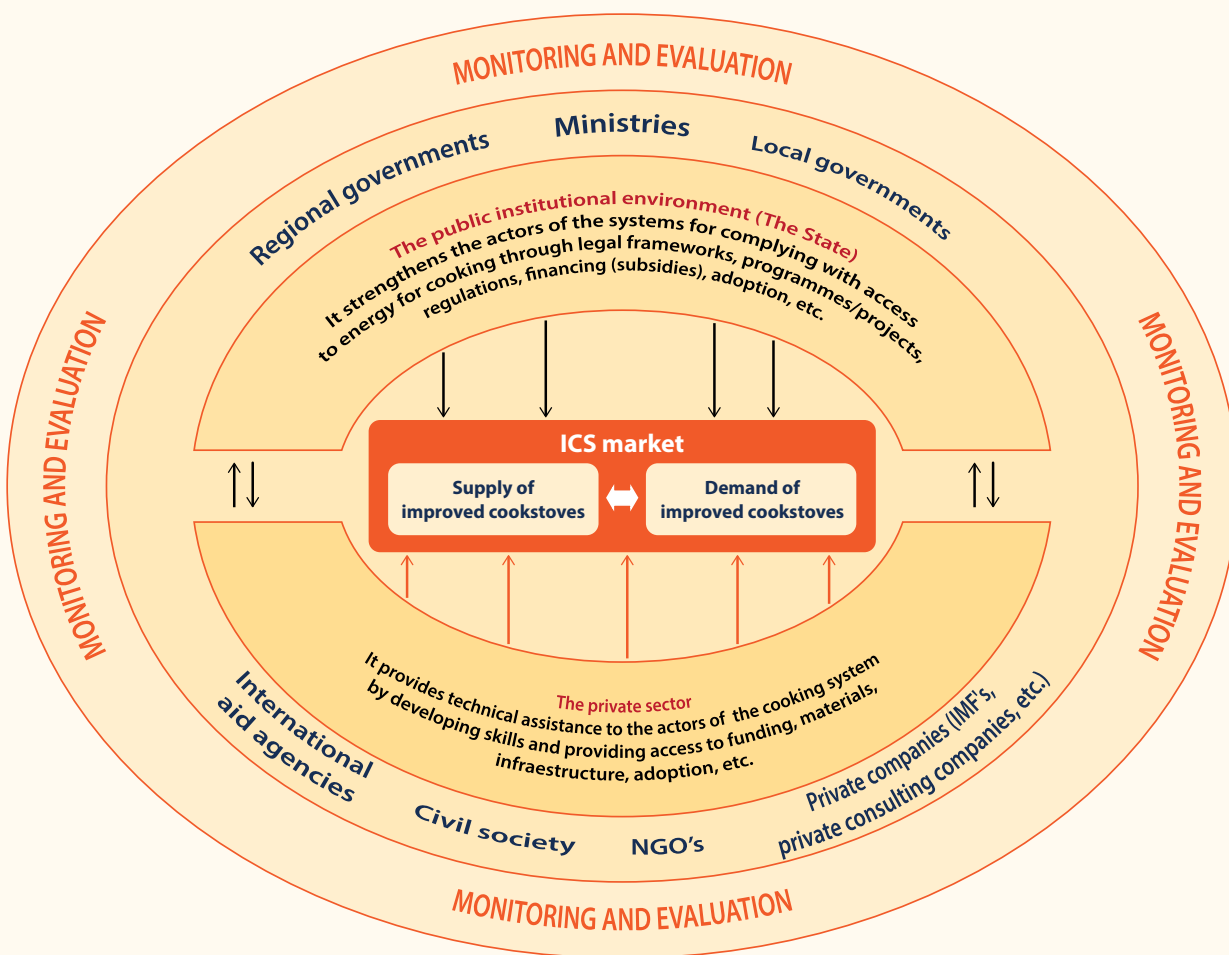 MONITORING AND EVALUATION
Regional governments
Ministries
Local governments
The public institutional environment (The State)
It strengthens the actors of the systems for complying with access
to energy for cooking through legal frameworks, programmes/projects,
regulations, financing (subsidies), adoption, etc.
MONITORING AND EVALUATION
MONITORING AND EVALUATION
ICS market
Supply of
improved cookstoves
Demand of
improved cookstoves
The private sector
It provides technical assistance to the actors of the cooking system
by developing skills and providing access to funding, materials,
infraestructure, adoption, etc.
International
aid agencies
Civil society
NGO's
Private companies (IMF's,
private consulting companies, etc.)
MONITORING AND EVALUATION